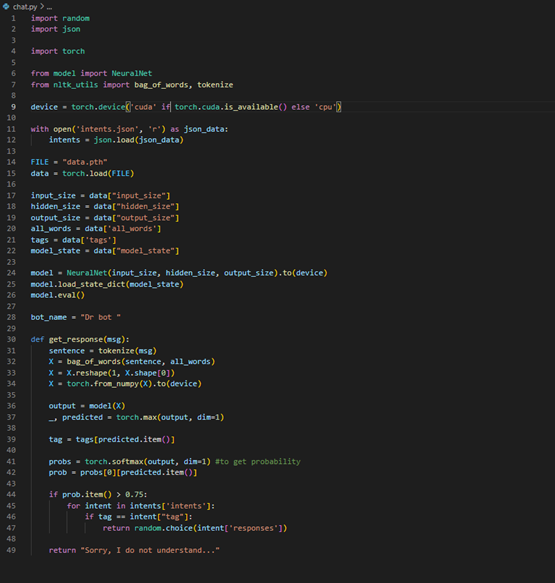 chat.py > ...
1 import random
2 import json
3
4 import torch
5
6 from model import NeuralNet
7 from nltk_utils import bag_of_words, tokenize
8
9 device = torch.device('cuda' if torch.cuda.is_available() else 'cpu')
10
11 with open('intents.json', 'r') as json_data:
12     intents = json.load(json_data)
13
14 FILE = "data.pth"
15 data = torch.load(FILE)
16
17 input_size = data["input_size"]
18 hidden_size = data["hidden_size"]
19 output_size = data["output_size"]
20 all_words = data['all_words']
21 tags = data['tags']
22 model_state = data["model_state"]
23
24 model = NeuralNet(input_size, hidden_size, output_size).to(device)
25 model.load_state_dict(model_state)
26 model.eval()
27
28 bot_name = "Dr bot "
29
30 def get_response(msg):
31     sentence = tokenize(msg)
32     X = bag_of_words(sentence, all_words)
33     X = X.reshape(1, X.shape[0])
34     X = torch.from_numpy(X).to(device)
35
36     output = model(X)
37     _, predicted = torch.max(output, dim=1)
38
39     tag = tags[predicted.item()]
40
41     probs = torch.softmax(output, dim=1) #to get probability
42     prob = probs[0][predicted.item()]
43
44     if prob.item() > 0.75:
45         for intent in intents['intents']:
46             if tag == intent["tag"]:
47                 return random.choice(intent['responses'])
48
49     return "Sorry, I do not understand..."